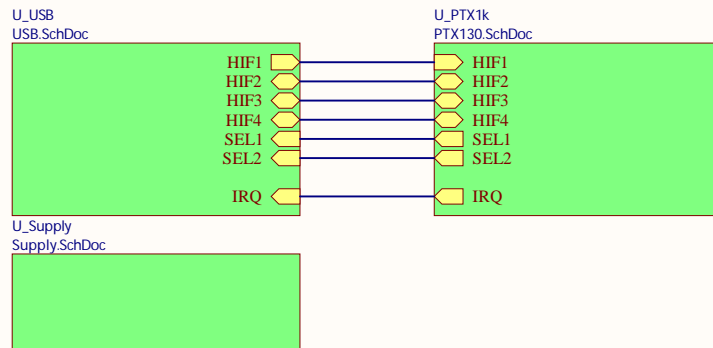 U_USB
USB.SchDoc
HIF1
HIF2
HIF3
HIF4
SEL1
SEL2
IRQ
U_PTX1k
PTX130.SchDoc
HIF1
HIF2
HIF3
HIF4
SEL1
SEL2
IRQ
U_Supply
Supply.SchDoc